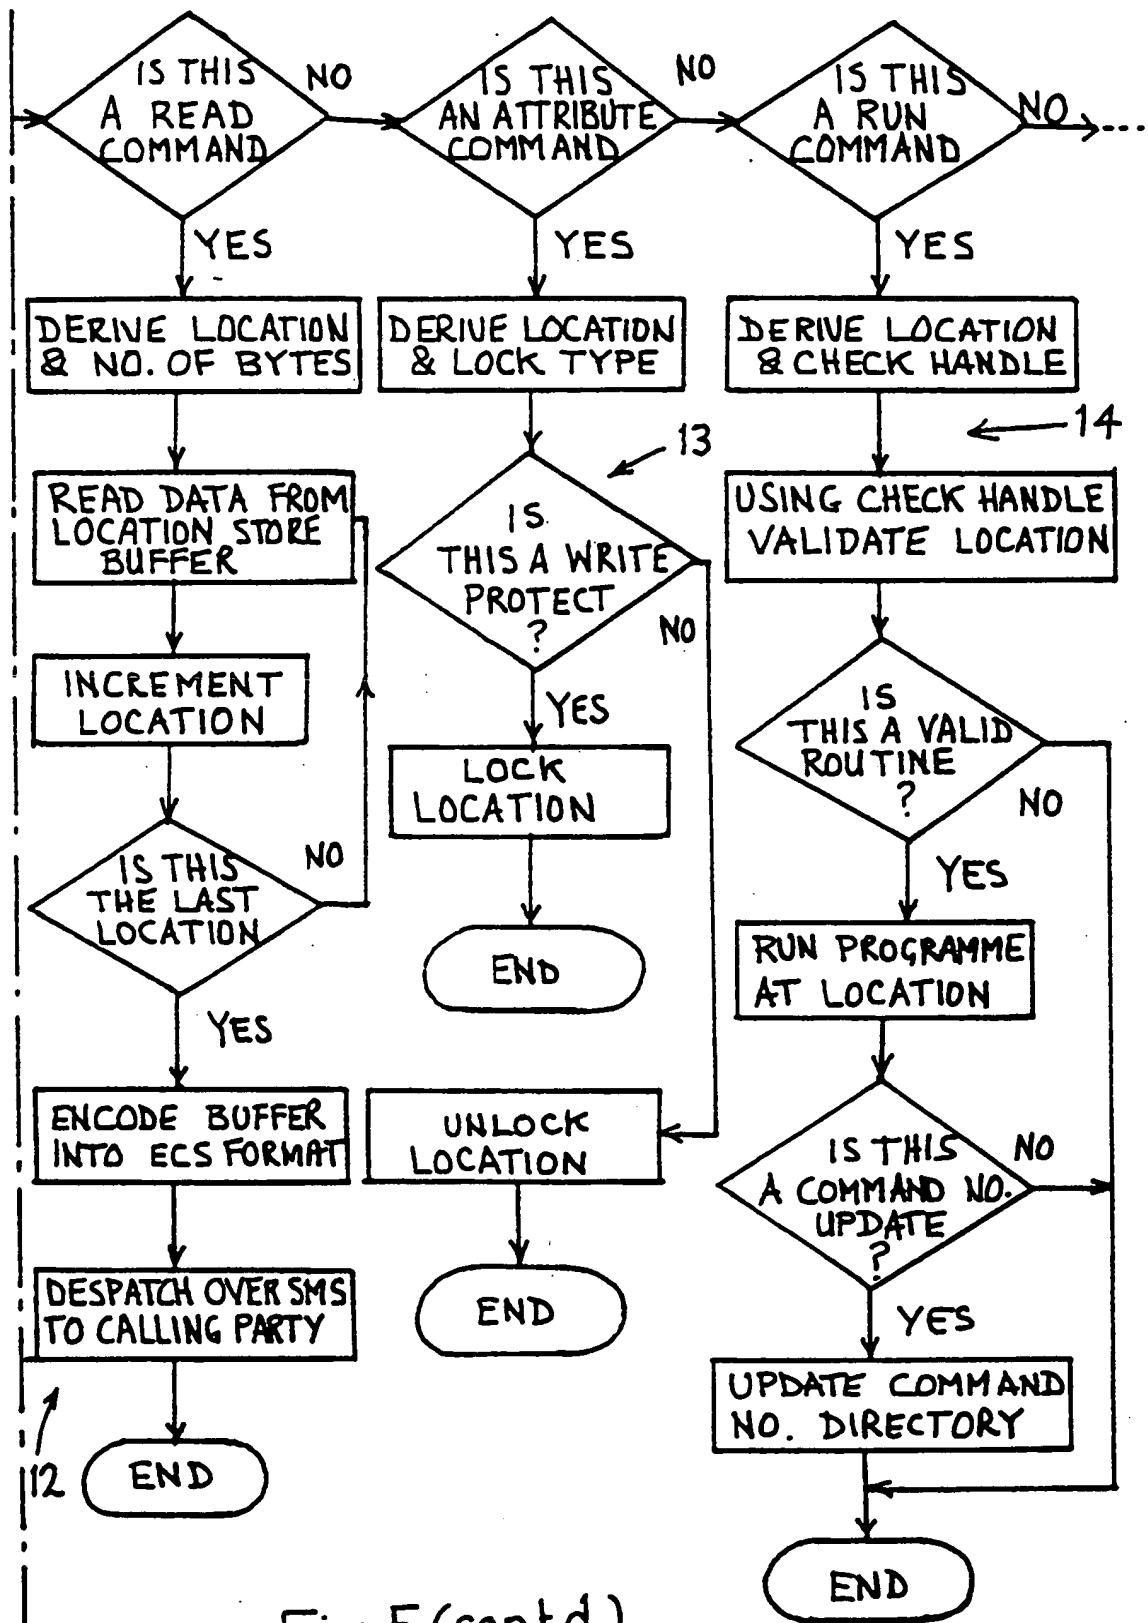 IS THIS
A READ
COMMAND
NO
YES
DERIVE LOCATION
& NO. OF BYTES
READ DATA FROM
LOCATION STORE
BUFFER
INCREMENT
LOCATION
IS THIS
THE LAST
LOCATION
NO
YES
ENCODE BUFFER
INTO ECS FORMAT
DESPATCH OVER SMS
TO CALLING PARTY
12
END
IS THIS
AN ATTRIBUTE
COMMAND
NO
YES
DERIVE LOCATION
& LOCK TYPE
13
IS
THIS A WRITE
PROTECT
?
NO
YES
LOCK
LOCATION
END
UNLOCK
LOCATION
END
IS THIS
A RUN
COMMAND
NO
YES
DERIVE LOCATION
& CHECK HANDLE
14
USING CHECK HANDLE
VALIDATE LOCATION
IS
THIS A VALID
ROUTINE
?
NO
YES
RUN PROGRAMME
AT LOCATION
IS THIS
A COMMAND NO.
UPDATE
?
NO
YES
UPDATE COMMAND
NO. DIRECTORY
END
Fig 5 (contd.)